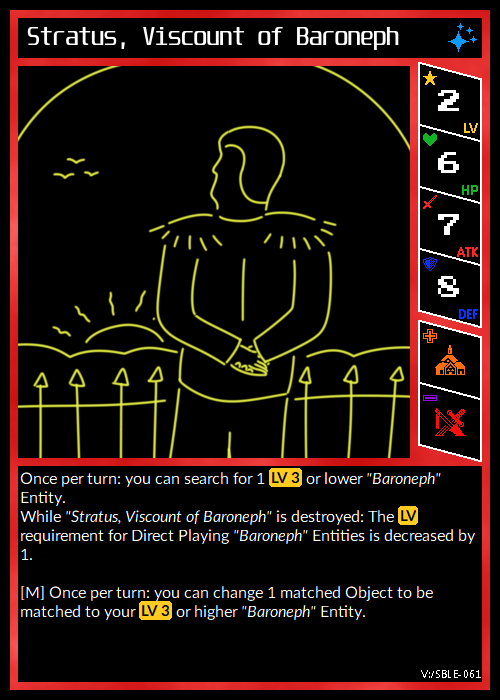 Stratus, Viscount of Baroneph
2
LV
6
HP
7
ATK
8
DEF
Once per turn: you can search for 1 LV 3 or lower "Baroneph"
Entity.
While "Stratus, Viscount of Baroneph" is destroyed: The LV
requirement for Direct Playing "Baroneph" Entities is decreased by
1.
[M] Once per turn: you can change 1 matched Object to be
matched to your LV 3 or higher "Baroneph" Entity.
V:/SBLE-061